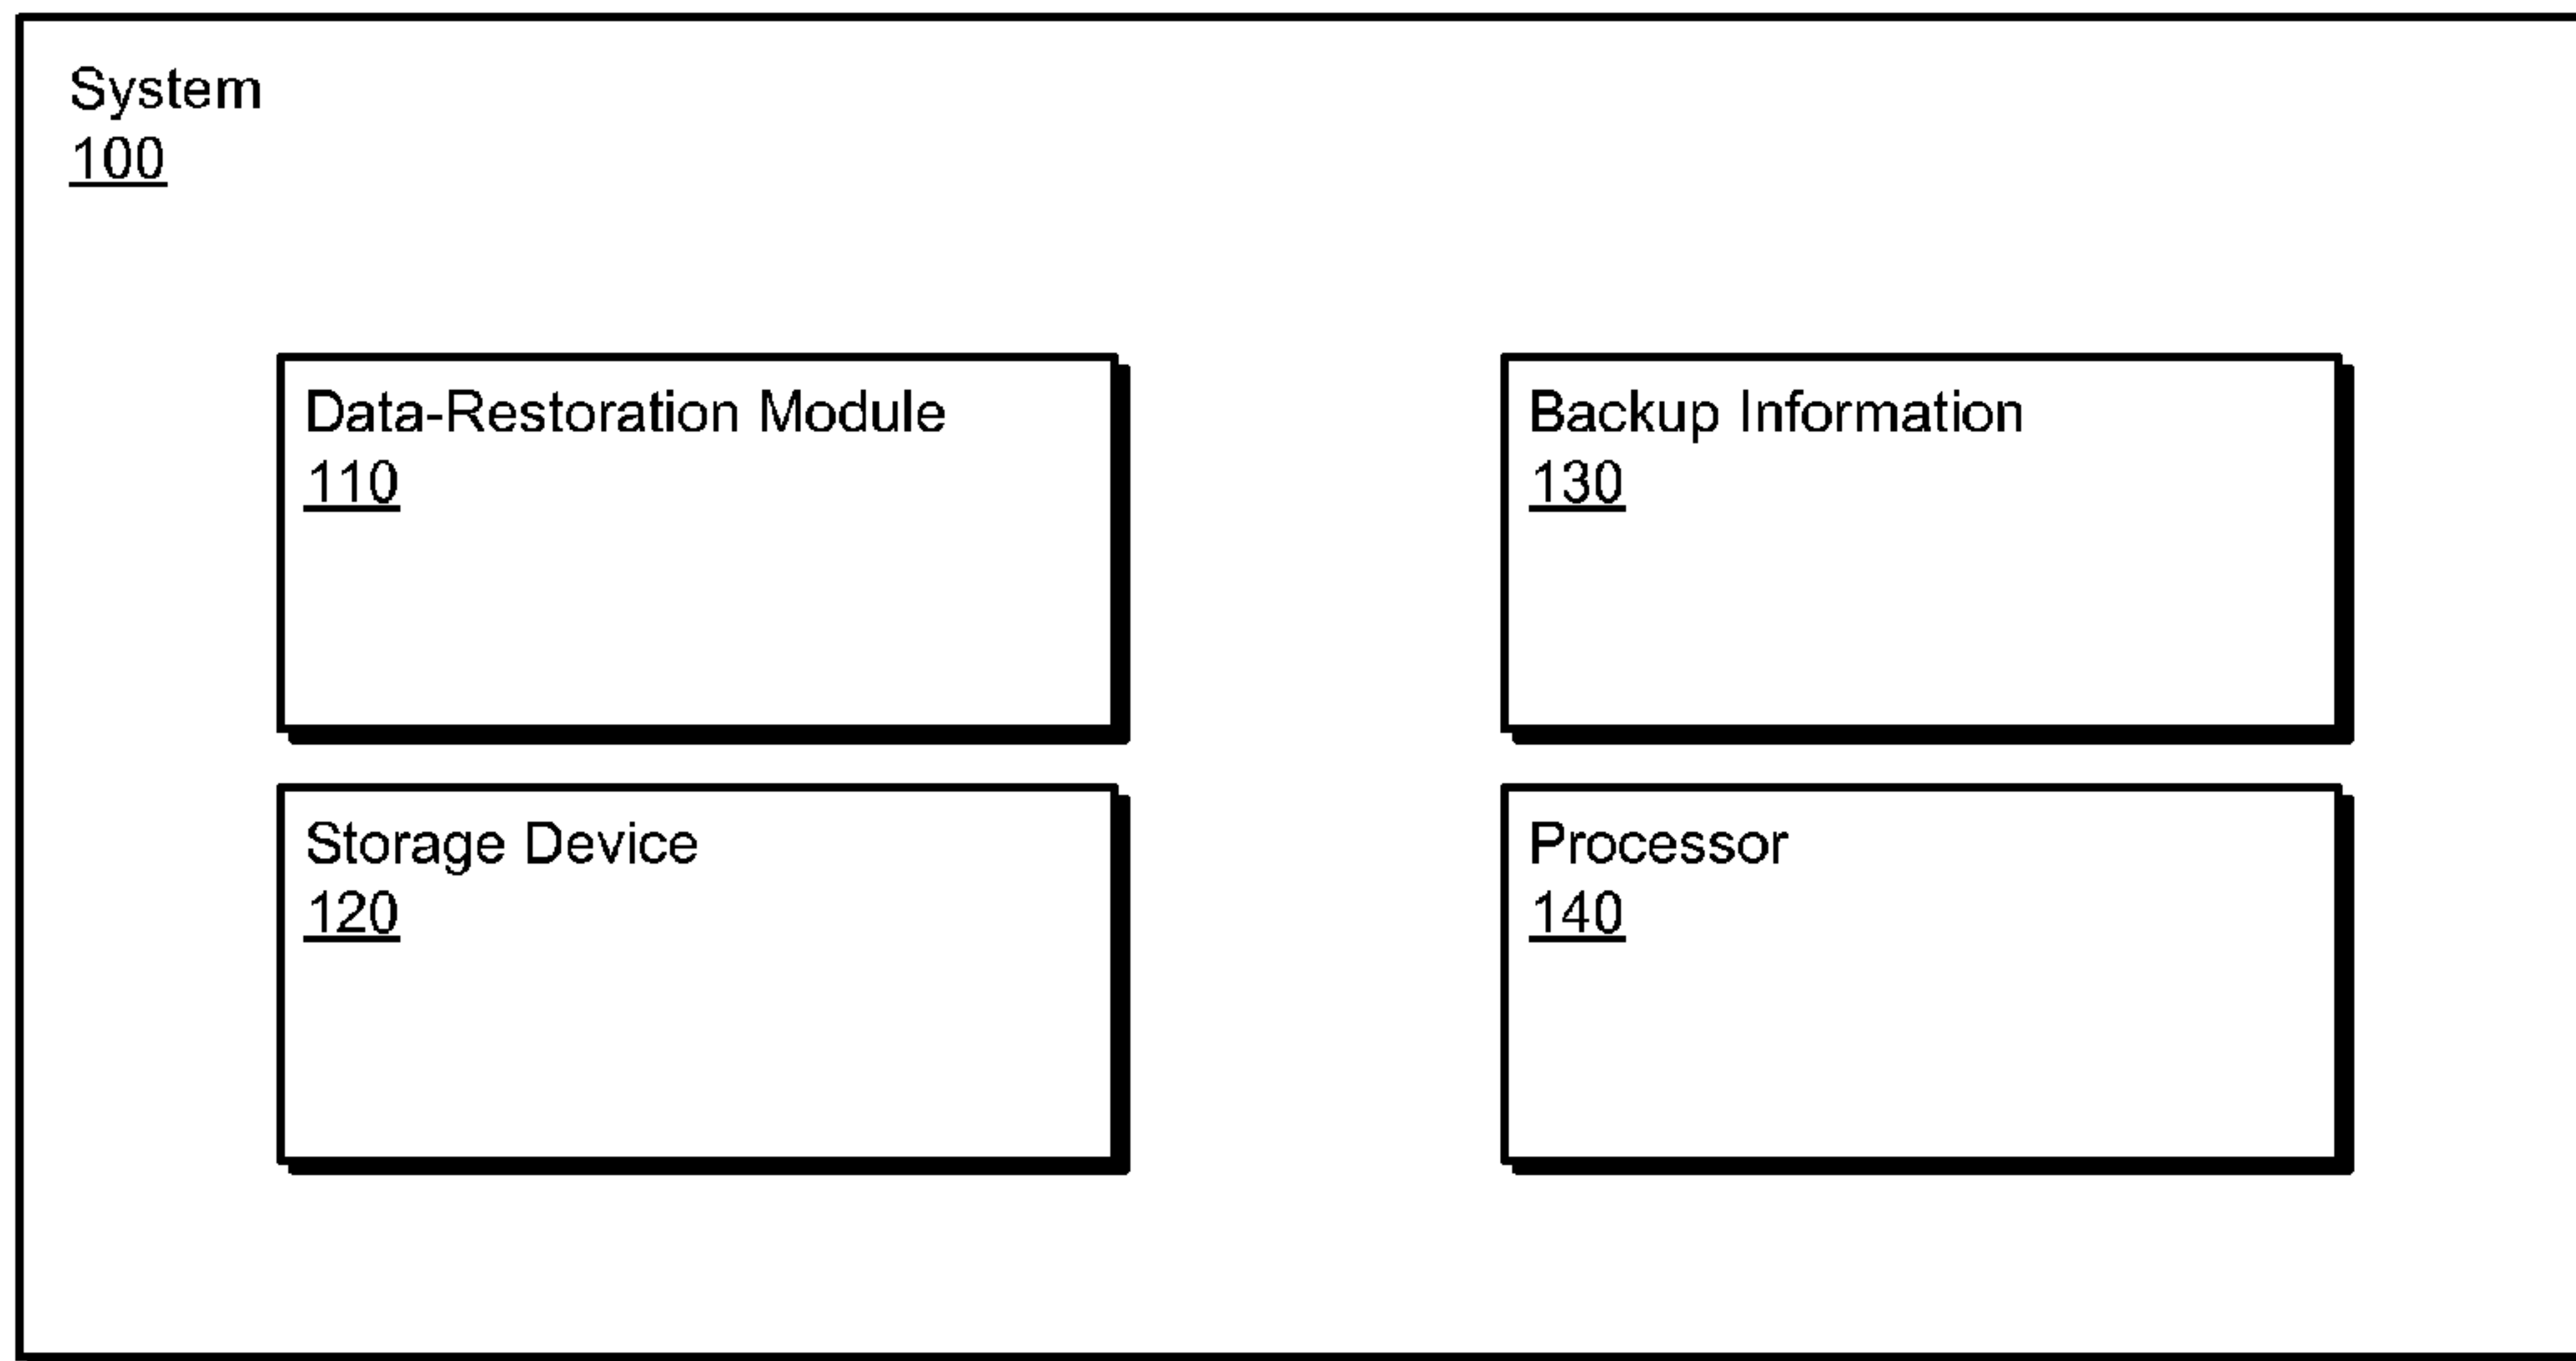 System
100
Data-Restoration Module
110
Backup Information
130
Storage Device
120
Processor
140